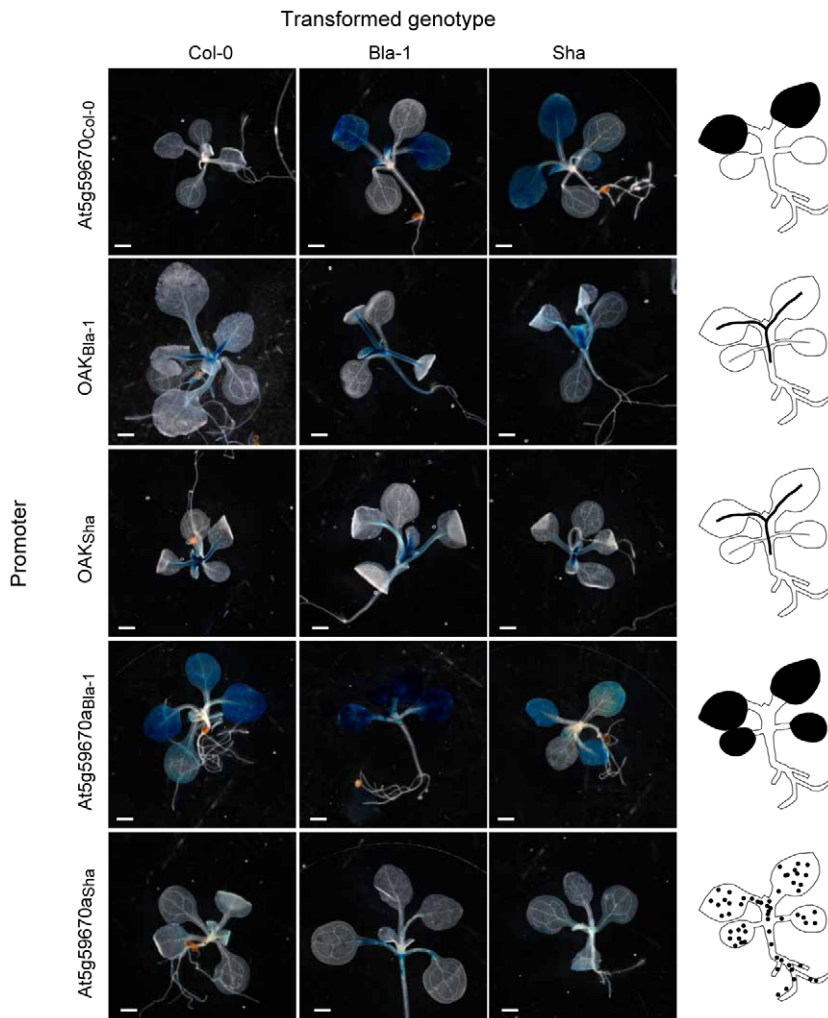 Transformed genotype
Col-0 Bla-1 Sha
Promoter
At5g59670Col-0
OAKBla-1
OAKSha
At5g59670aBla-1
At5g59670aSha